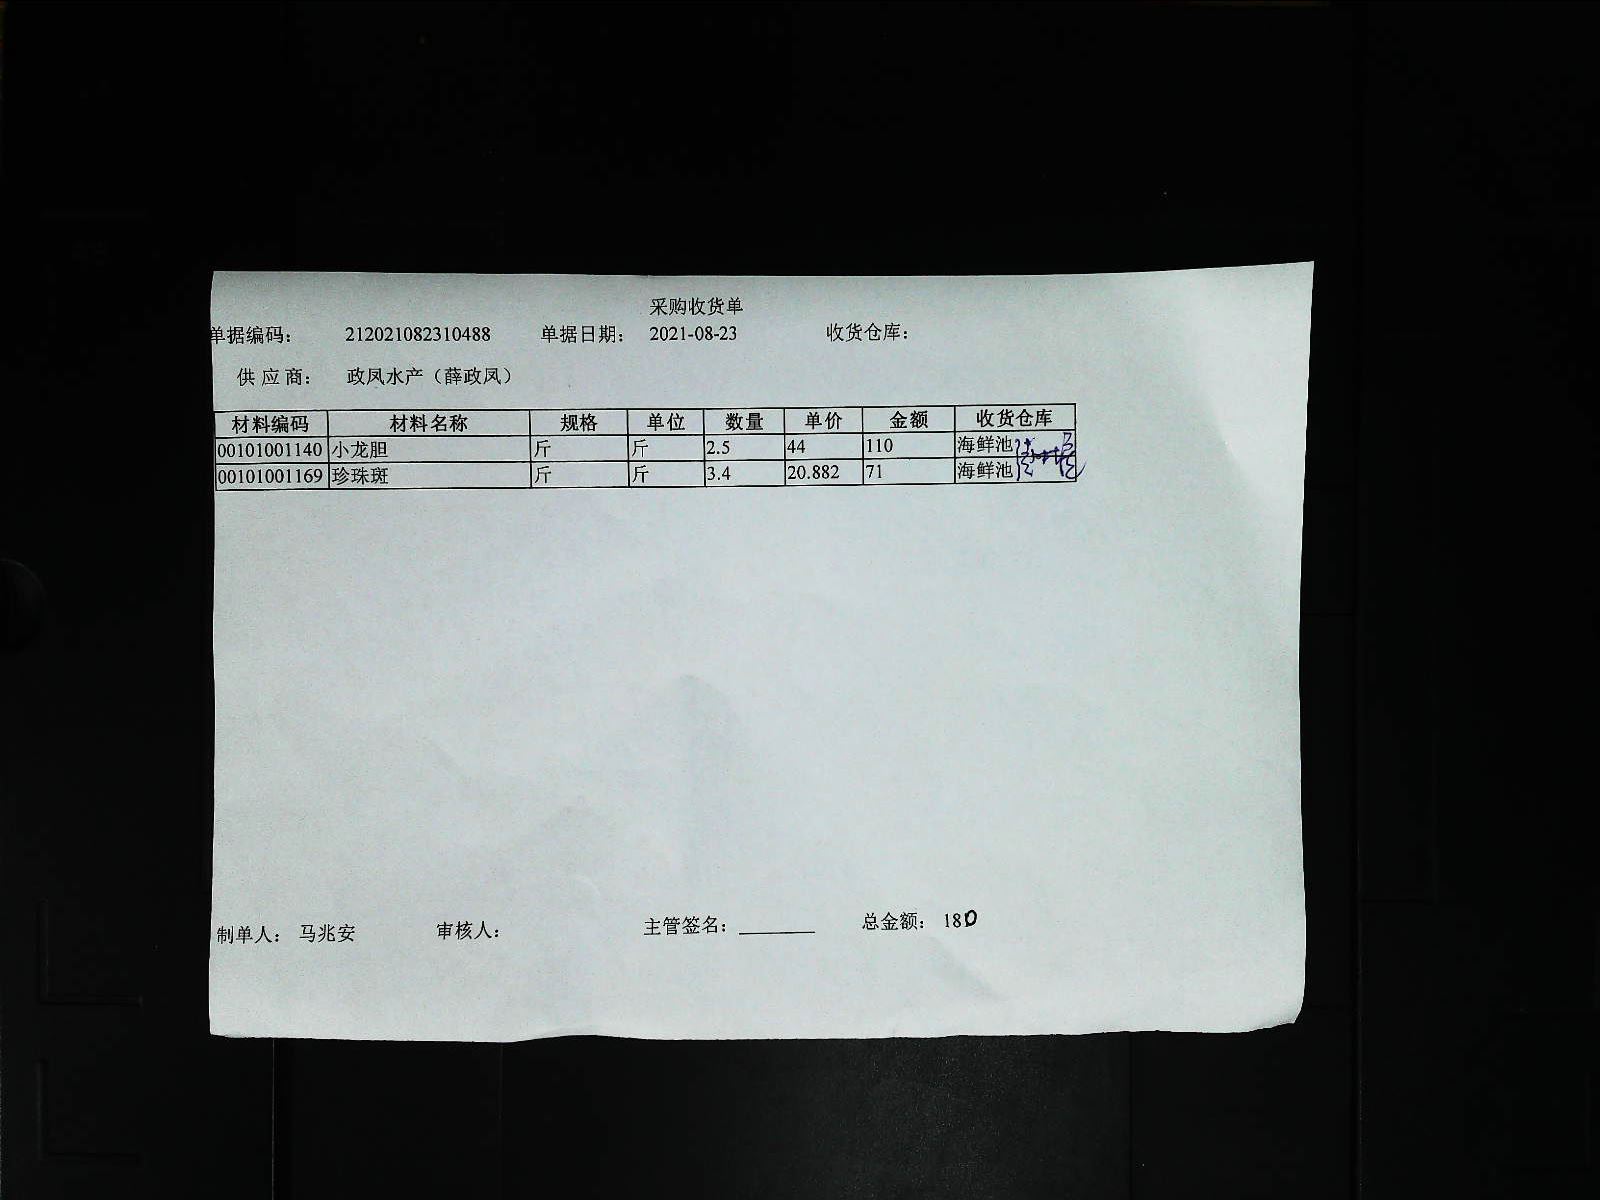 采购收货单
单据编码： 212021082310488 单据日期： 2021-08-23 收货仓库：
供 应 商： 政凤水产（薛政凤）
材料编码 材料名称 规格 单位 数量 单价 金额 收货仓库
00101001140 小龙胆 斤 斤 2.5 44 110 海鲜池
00101001169 珍珠斑 斤 斤 3.4 20.882 71 海鲜池
制单人： 马兆安 审核人： 主管签名：_______ 总金额： 180